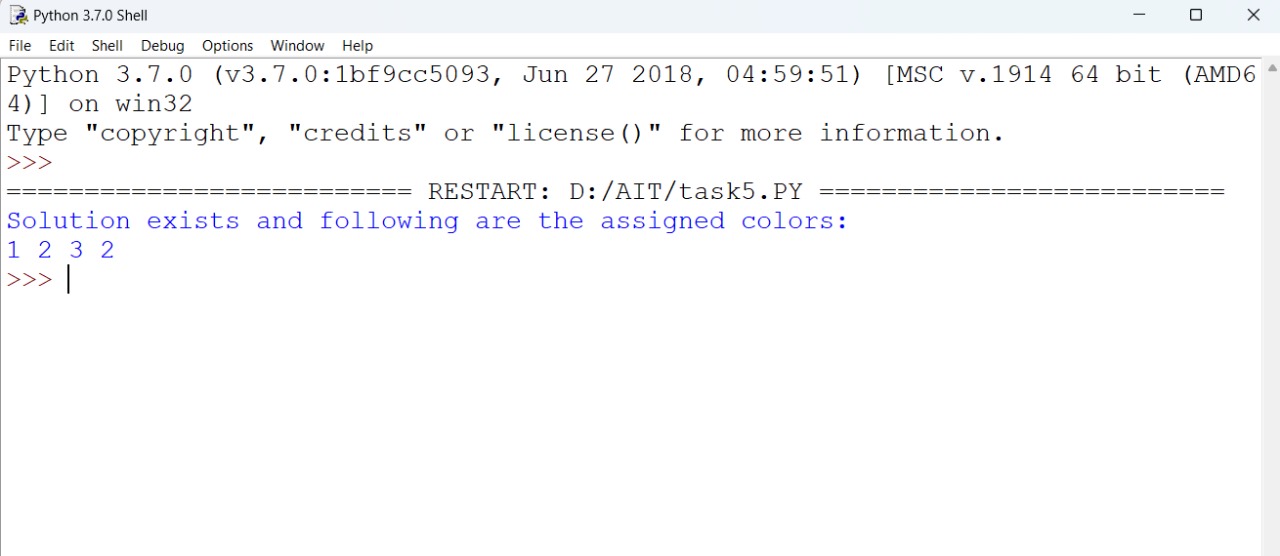 Python 3.7.0 Shell
File Edit Shell Debug Options Window Help
Python 3.7.0 (v3.7.0:1bf9cc5093, Jun 27 2018, 04:59:51) [MSC v.1914 64 bit (AMD6
4)] on win32
Type "copyright", "credits" or "license()" for more information.
>>>
========================== RESTART: D:/AIT/task5.PY ==========================
Solution exists and following are the assigned colors:
1 2 3 2
>>>